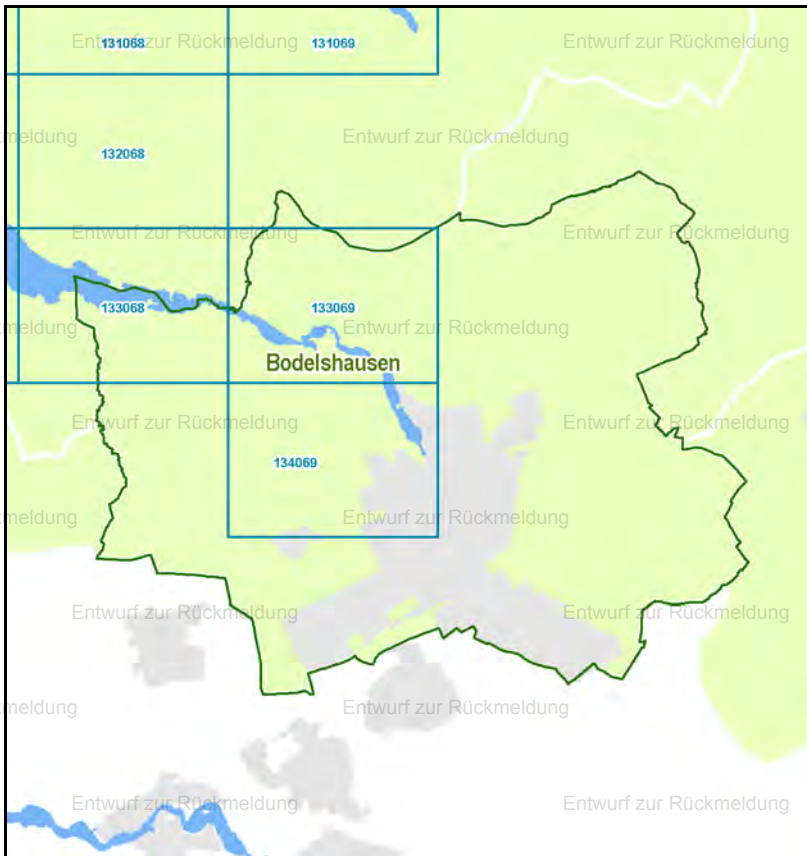 Entwurf zur Rückmeldung Entwurf zur Rückmeldung
131068 131069
meldung Entwurf zur Rückmeldung
132068
Entwurf zur Rückmeldung Entwurf zur Rückmeldung
133068 133069
meldung Entwurf zur Rückmeldung
Bodelshausen
Entwurf zur Rückmeldung Entwurf zur Rückmeldung
134069
meldung Entwurf zur Rückmeldung
Entwurf zur Rückmeldung Entwurf zur Rückmeldung
meldung Entwurf zur Rückmeldung
Entwurf zur Rückmeldung Entwurf zur Rückmeldung